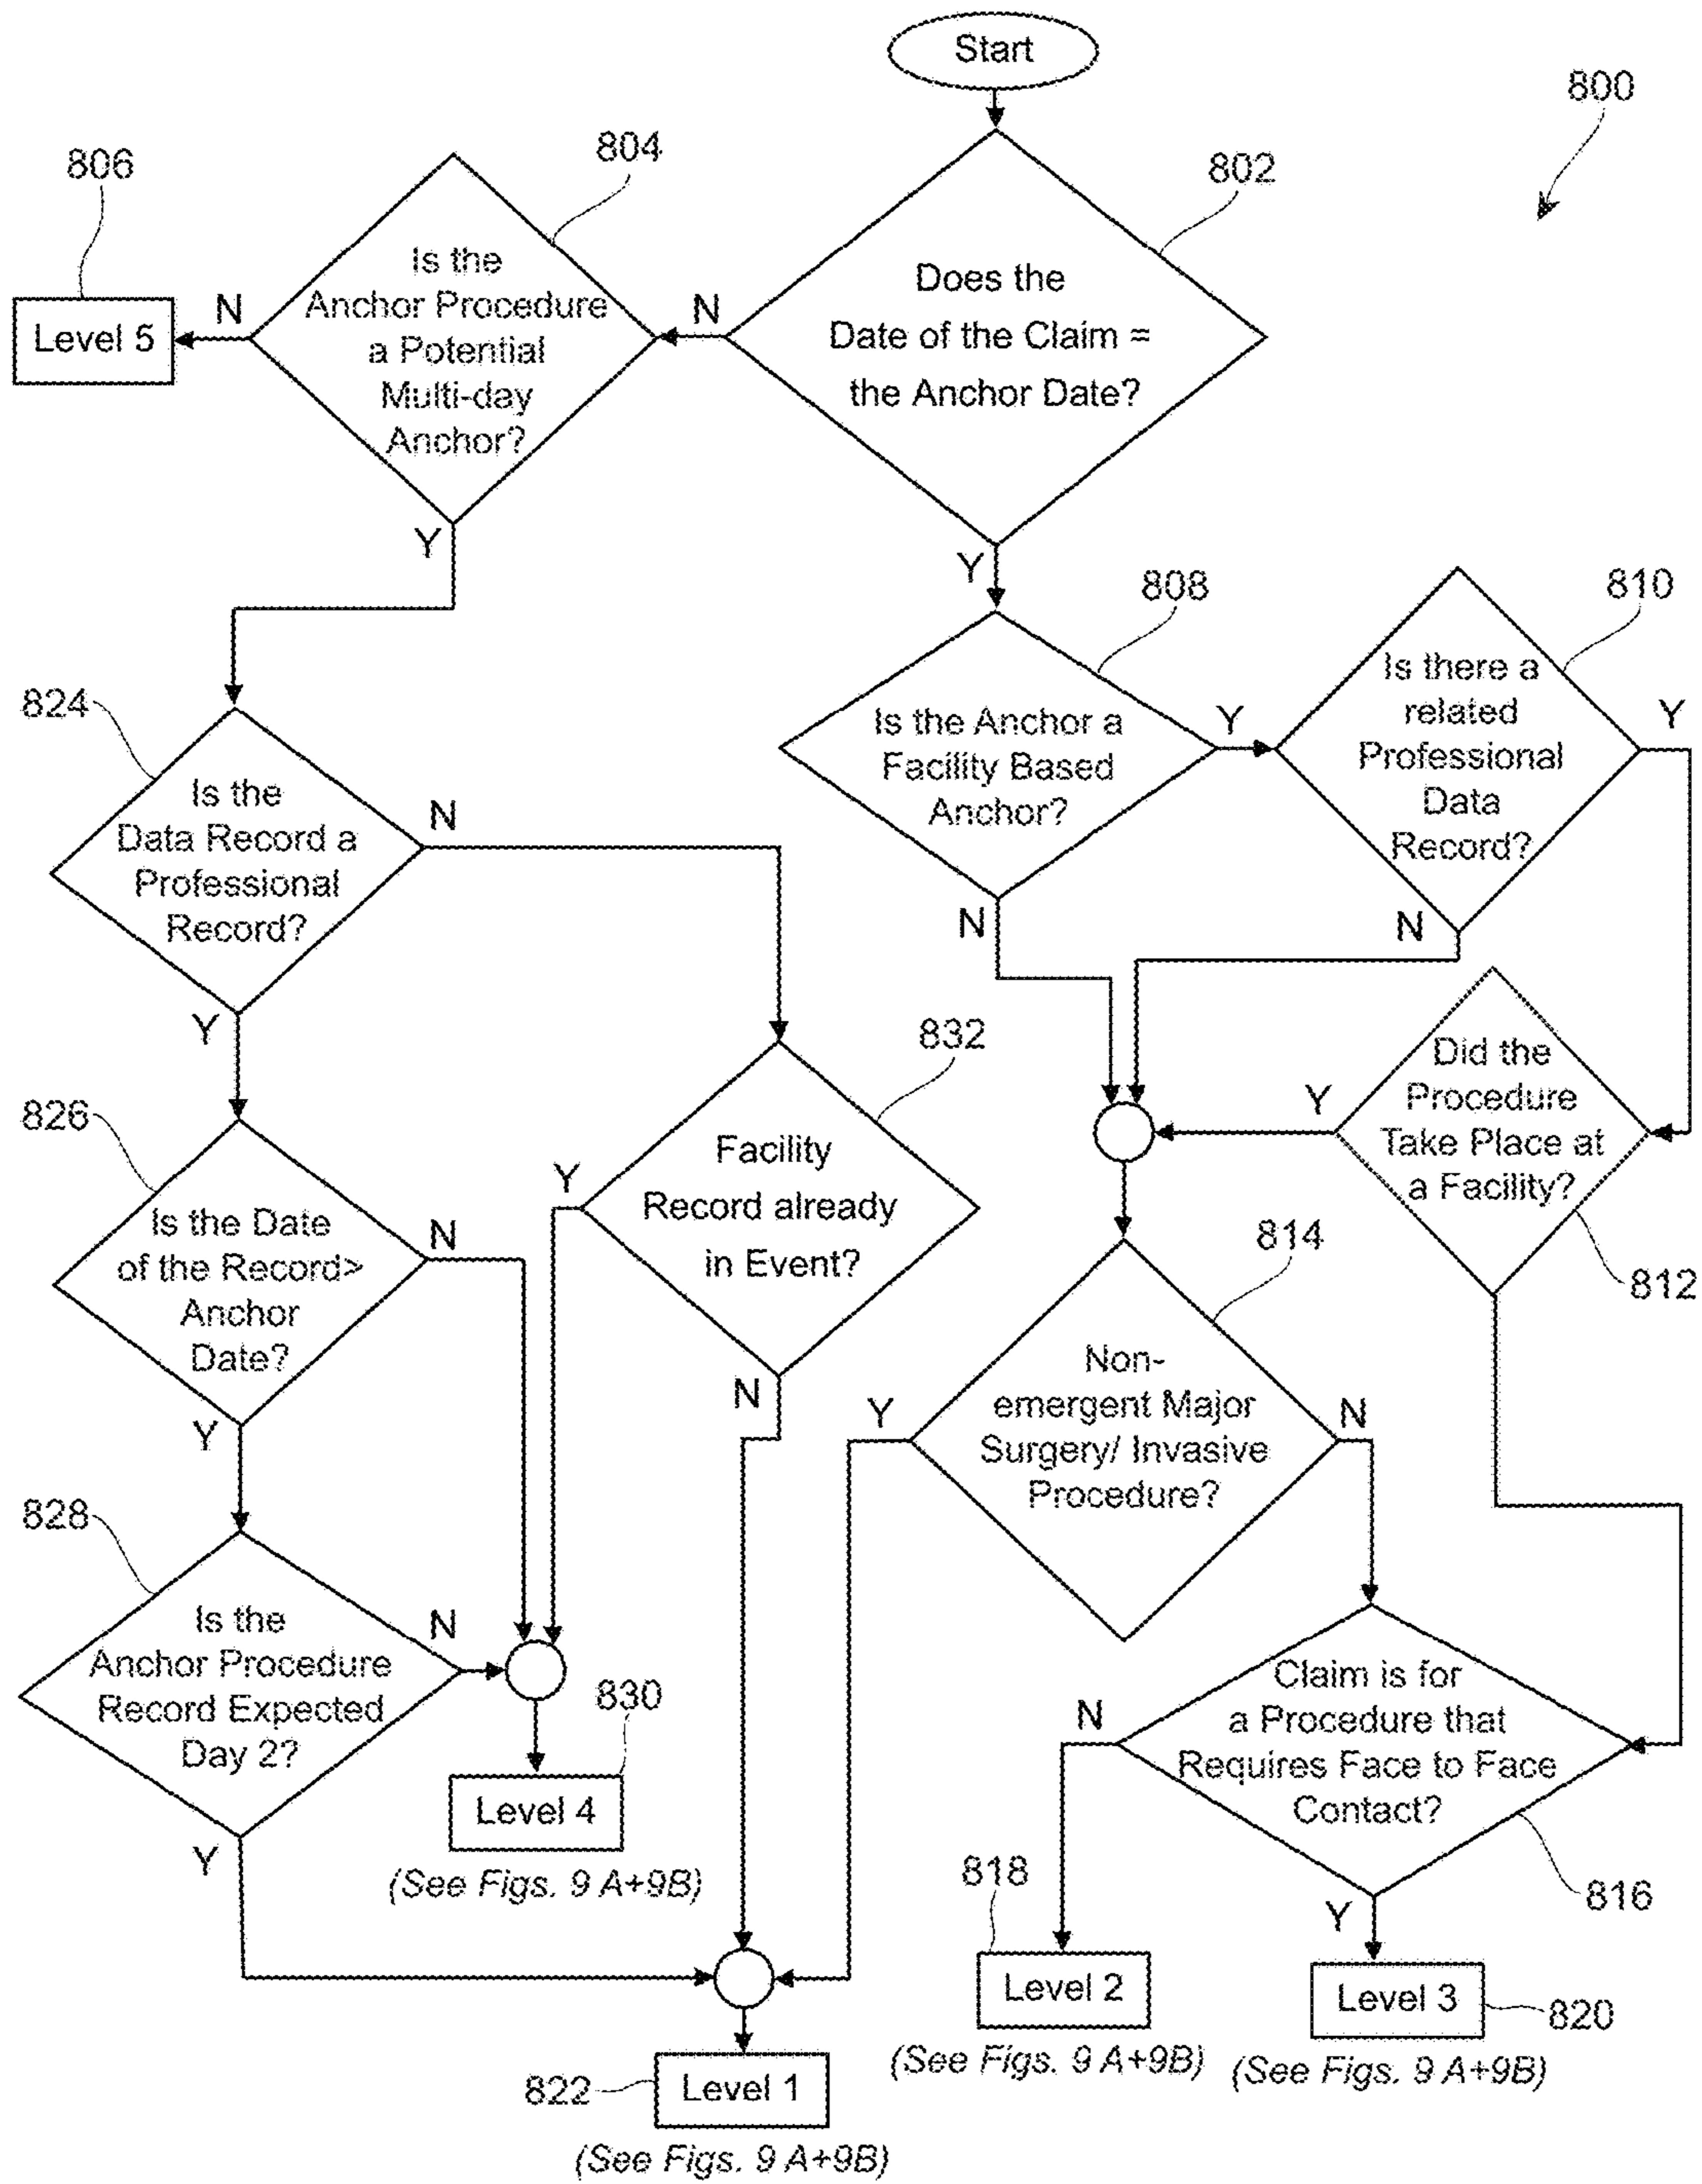 Start
800
804
802
806
Is the
Anchor Procedure
a Potential
Multi-day
Anchor?
Does the
Date of the Claim =
the Anchor Date?
N
N
Level 5
Y
Y
808
810
Is there a
related
Professional
Data
Record?
Y
824
Is the Anchor a
Facility Based
Anchor?
Y
Is the
Data Record a
Professional
Record?
N
N
N
Y
832
Did the
Procedure
Take Place at
a Facility?
Y
826
Facility
Record already
in Event?
Y
Is the Date
of the Record>
Anchor
Date?
N
814
812
Non-
emergent Major
Surgery/ Invasive
Procedure?
N
Y
N
Y
828
Is the
Anchor Procedure
Record Expected
Day 2?
N
830
Claim is for
a Procedure that
Requires Face to Face
Contact?
N
Level 4
(See Figs. 9 A+9B)
Y
818
816
Y
Level 2
(See Figs. 9 A+9B)
Level 3
820
(See Figs. 9 A+9B)
822
Level 1
(See Figs. 9 A+9B)